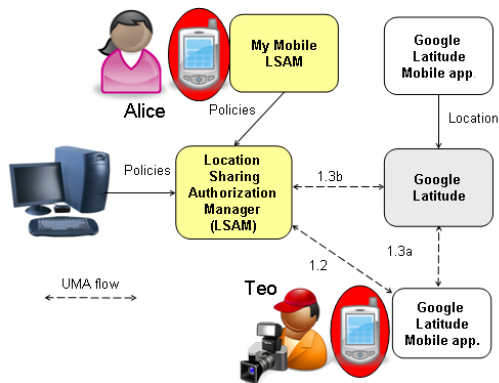 My Mobile
LSAM
Google
Latitude
Mobile app.
Alice
Policies
Location
Policies
Location
Sharing
Authorization
Manager
(LSAM)
1.3b
Google
Latitude
1.2
1.3a
UMA flow
Teo
Google
Latitude
Mobile app.